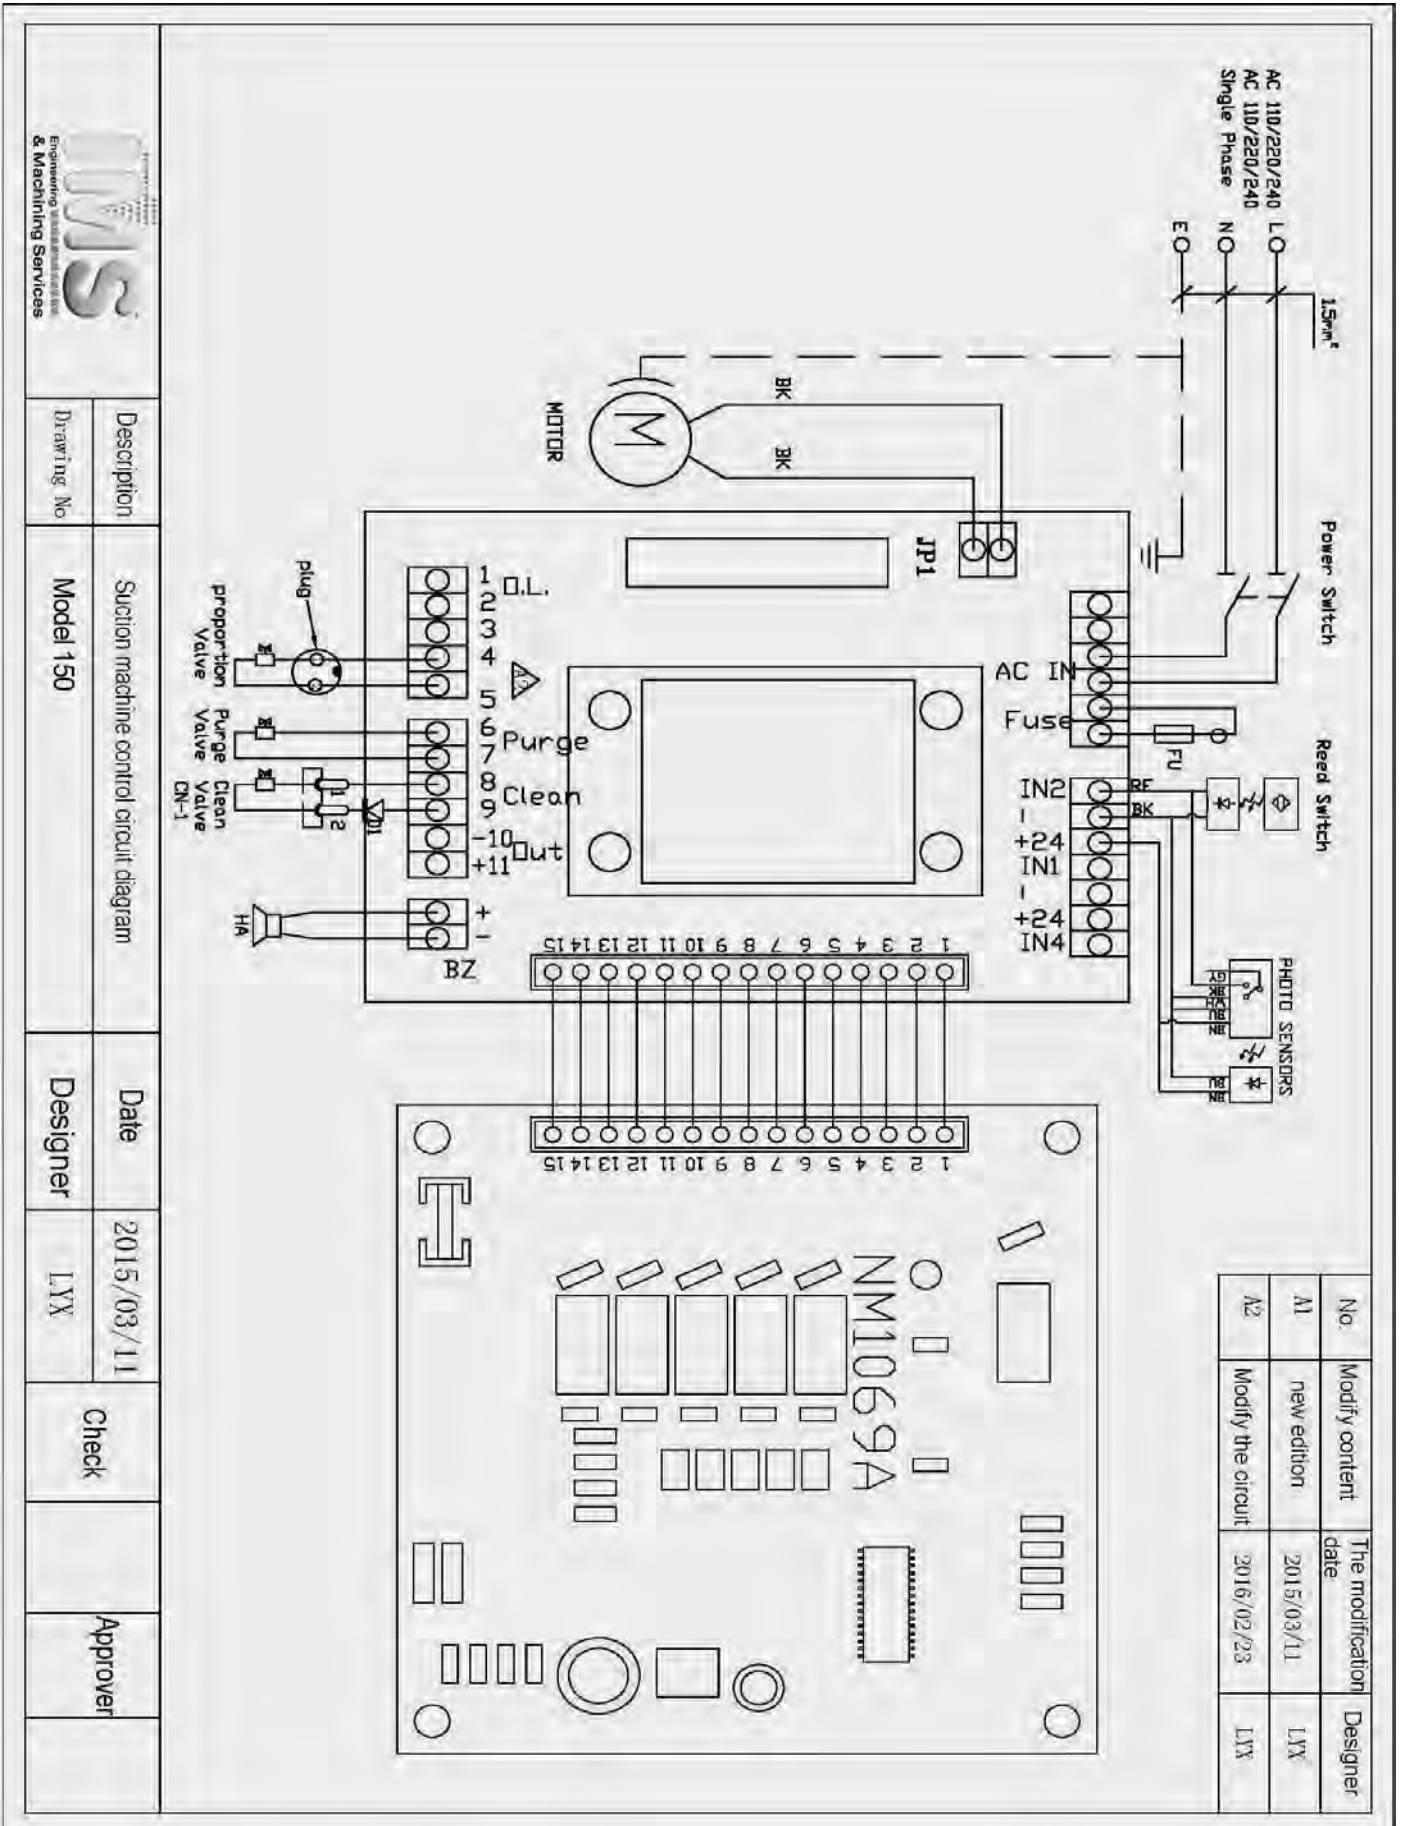 AC 110/220/240 L
AC 110/220/240 N
Single Phase
E
1.5mm²
Power Switch
Reed Switch
PHOTO SENSORS
BK
BK
MOTOR
M
JP1
AC IN
Fuse
FU
IN2
-
+24
IN1
-
+24
IN4
BK
BN
BU
BN
1
2
3
4
5
O.L.
A2
6
7
Purge
8
9
Clean
-10
+11
Out
+
-
BZ
plug
proportion
Valve
Purge
Valve
Clean
Valve
CN-1
1
2
D1
HA
15 14 13 12 11 10 9 8 7 6 5 4 3 2 1
15 14 13 12 11 10 9 8 7 6 5 4 3 2 1
NM1069A
No. Modify content The modification date Designer
A1 new edition 2015/03/11 LYX
A2 Modify the circuit 2016/02/23 LYX
& Machining Services
Description Suction machine control circuit diagram Date 2015/03/11 Check Approver
Drawing No Model 150 Designer LYX